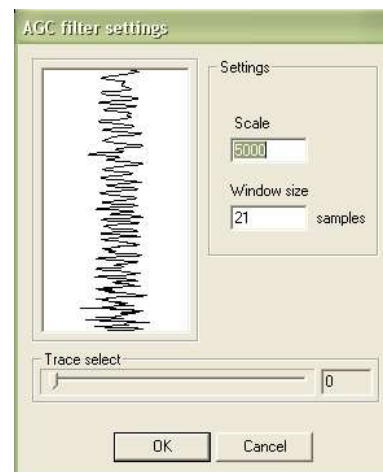 AGC filter settings
Settings
Scale
5000
Window size
21 samples
Trace select
0
OK Cancel